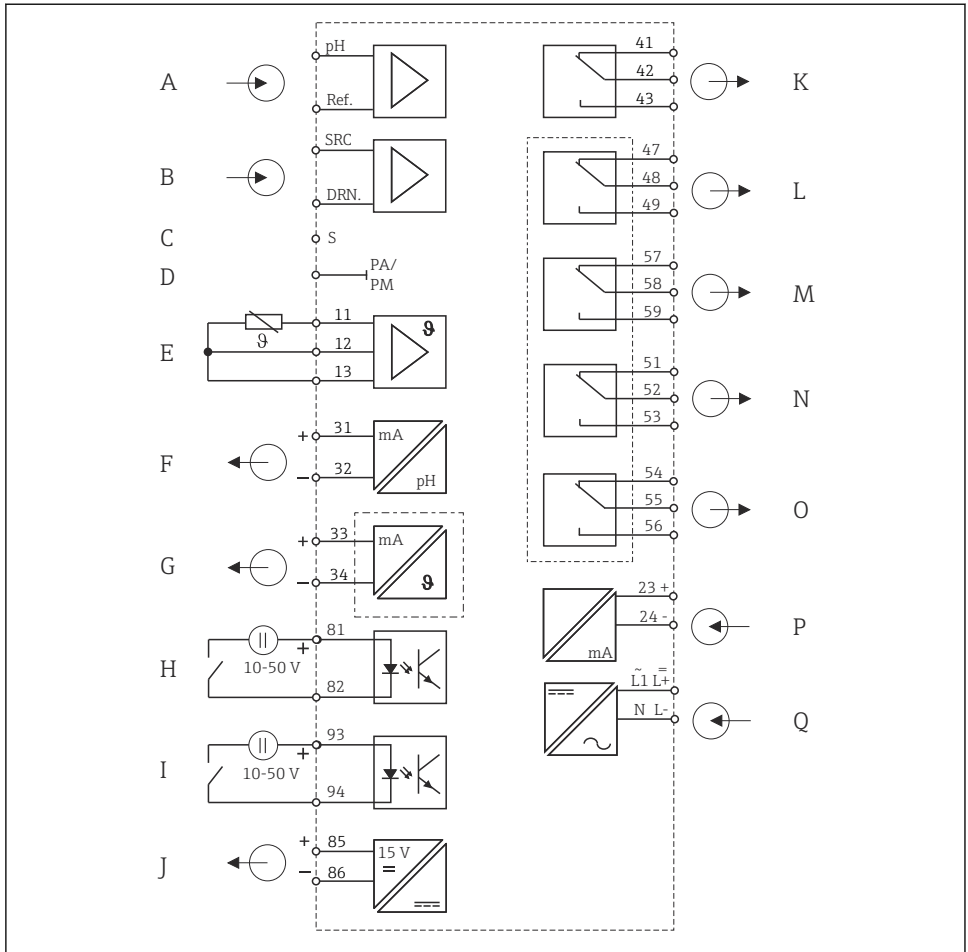 A
pH
Ref.
B
SRC
DRN.
C
S
D
PA/
PM
E
ϑ
11
12
13
ϑ
F
+ 31
− 32
mA
pH
G
+ 33
− 34
mA
ϑ
H
10-50 V
+
81
82
I
10-50 V
+
93
94
J
+ 85
− 86
15 V
=
41
42
43
K
47
48
49
L
57
58
59
M
51
52
53
N
54
55
56
O
23 +
24 -
mA
P
~ =
L1 L+
N L-
Q